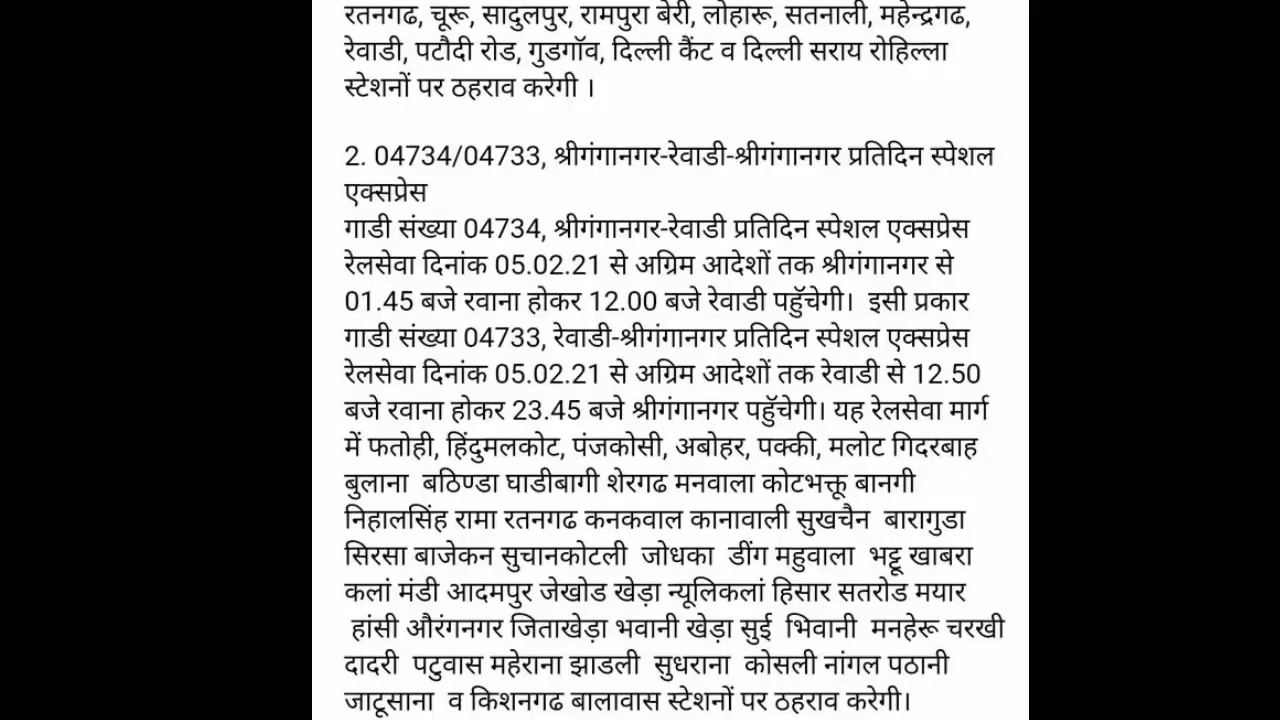 रतनगढ, चूरू, सादुलपुर, रामपुरा बेरी, लोहारू, सतनाली, महेन्द्रगढ,
रेवाडी, पटौदी रोड, गुडगॉव, दिल्ली कैंट व दिल्ली सराय रोहिल्ला
स्टेशनों पर ठहराव करेगी ।
2. 04734/04733, श्रीगंगानगर-रेवाडी-श्रीगंगानगर प्रतिदिन स्पेशल
एक्सप्रेस
गाडी संख्या 04734, श्रीगंगानगर-रेवाडी प्रतिदिन स्पेशल एक्सप्रेस
रेलसेवा दिनांक 05.02.21 से अग्रिम आदेशों तक श्रीगंगानगर से
01.45 बजे रवाना होकर 12.00 बजे रेवाडी पहुॅचेगी।  इसी प्रकार
गाडी संख्या 04733, रेवाडी-श्रीगंगानगर प्रतिदिन स्पेशल एक्सप्रेस
रेलसेवा दिनांक 05.02.21 से अग्रिम आदेशों तक रेवाडी से 12.50
बजे रवाना होकर 23.45 बजे श्रीगंगानगर पहुॅचेगी। यह रेलसेवा मार्ग
में फतोही, हिंदुमलकोट, पंजकोसी, अबोहर, पक्की, मलोट गिदरबाह
बुलाना  बठिण्डा घाडीबागी शेरगढ मनवाला कोटभक्तू बानगी
निहालसिंह रामा रतनगढ कनकवाल कानावाली सुखचैन  बारागुडा
सिरसा बाजेकन सुचानकोटली  जोधका  डींग महुवाला  भट्टू खाबरा
कलां मंडी आदमपुर जेखोड खेड़ा न्यूलिकलां हिसार सतरोड मयार
हांसी औरंगनगर जिताखेड़ा भवानी खेड़ा सुई  भिवानी  मनहेरू चरखी
दादरी  पटुवास महेराना झाडली  सुधराना  कोसली नांगल पठानी
जाटूसाना  व किशनगढ बालावास स्टेशनों पर ठहराव करेगी।